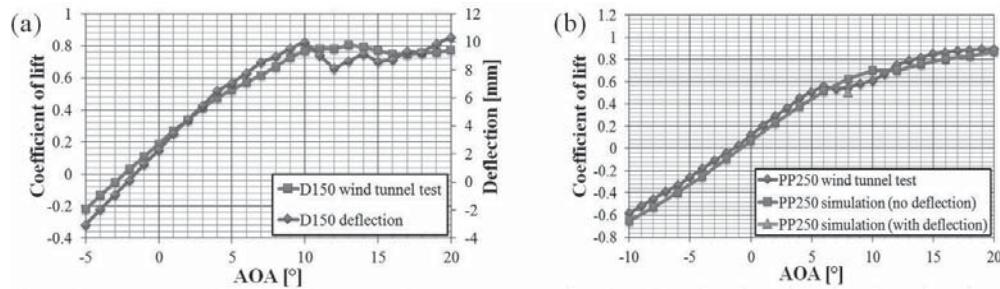 (a)
Coefficient of lift
1
0.8
0.6
0.4
0.2
0
-0.2
-0.4
12
10
8
6
4
2
0
-2
-4
Deflection [mm]
D150 wind tunnel test
D150 deflection
-5 0 5 10 15 20
AOA [°]
(b)
Coefficient of lift
1.2
1
0.8
0.6
0.4
0.2
0
-0.2
-0.4
-0.6
-0.8
PP250 wind tunnel test
PP250 simulation (no deflection)
PP250 simulation (with deflection)
-10 -5 0 5 10 15 20
AOA [°]